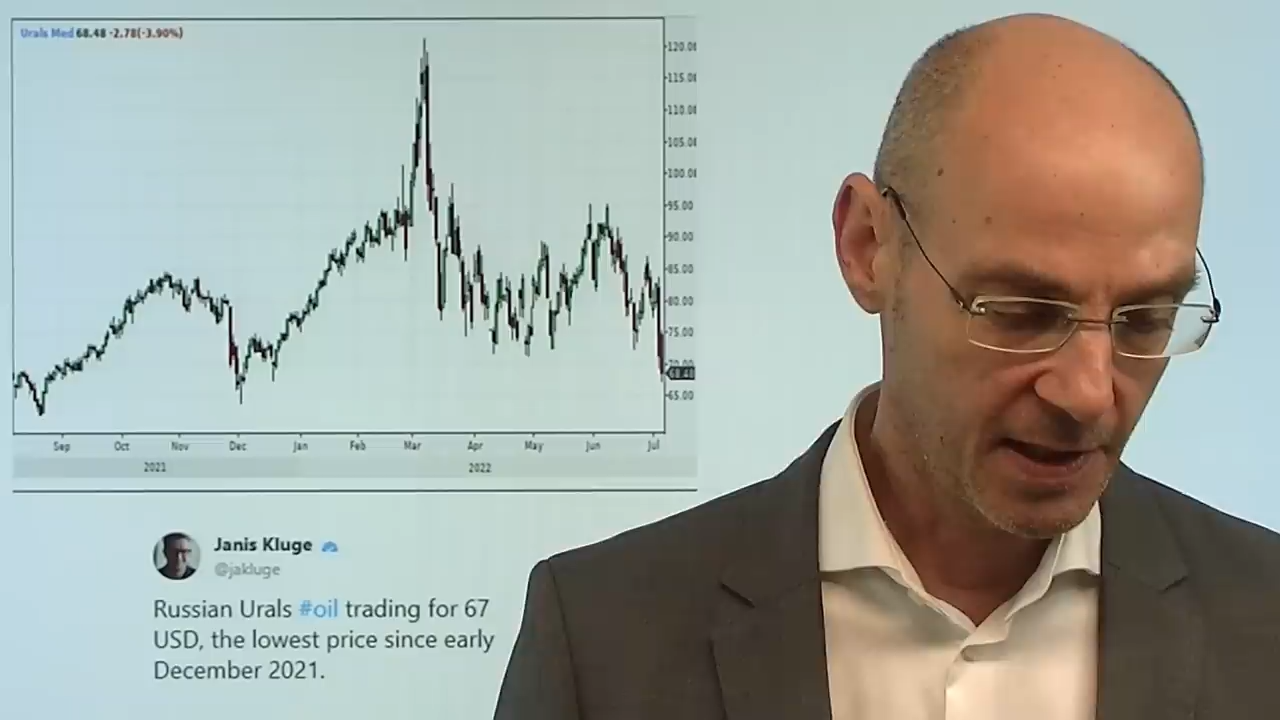 Urals Med 68.48 -2.78(-3.90%)
120.00
115.00
110.00
105.00
100.00
95.00
90.00
85.00
80.00
75.00
70.00
68.48
65.00
Sep Oct Nov Dec Jan Feb Mar Apr May Jun Jul
2021 2022
Janis Kluge
@jakluge
Russian Urals #oil trading for 67
USD, the lowest price since early
December 2021.